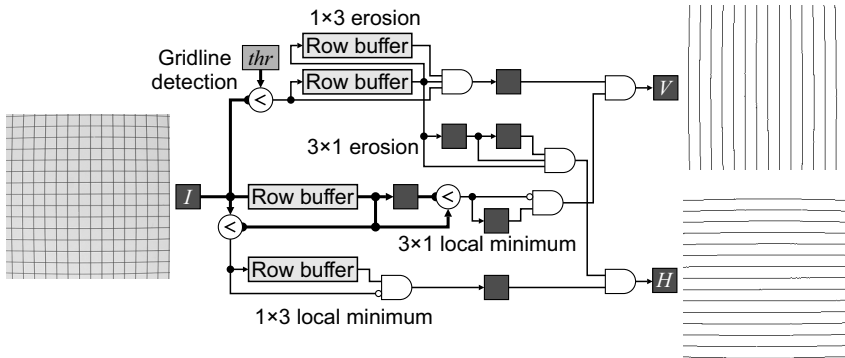 1×3 erosion
Row buffer
Gridline
detection
thr
Row buffer
<
V
3×1 erosion
I
Row buffer
<
<
3×1 local minimum
Row buffer
H
1×3 local minimum